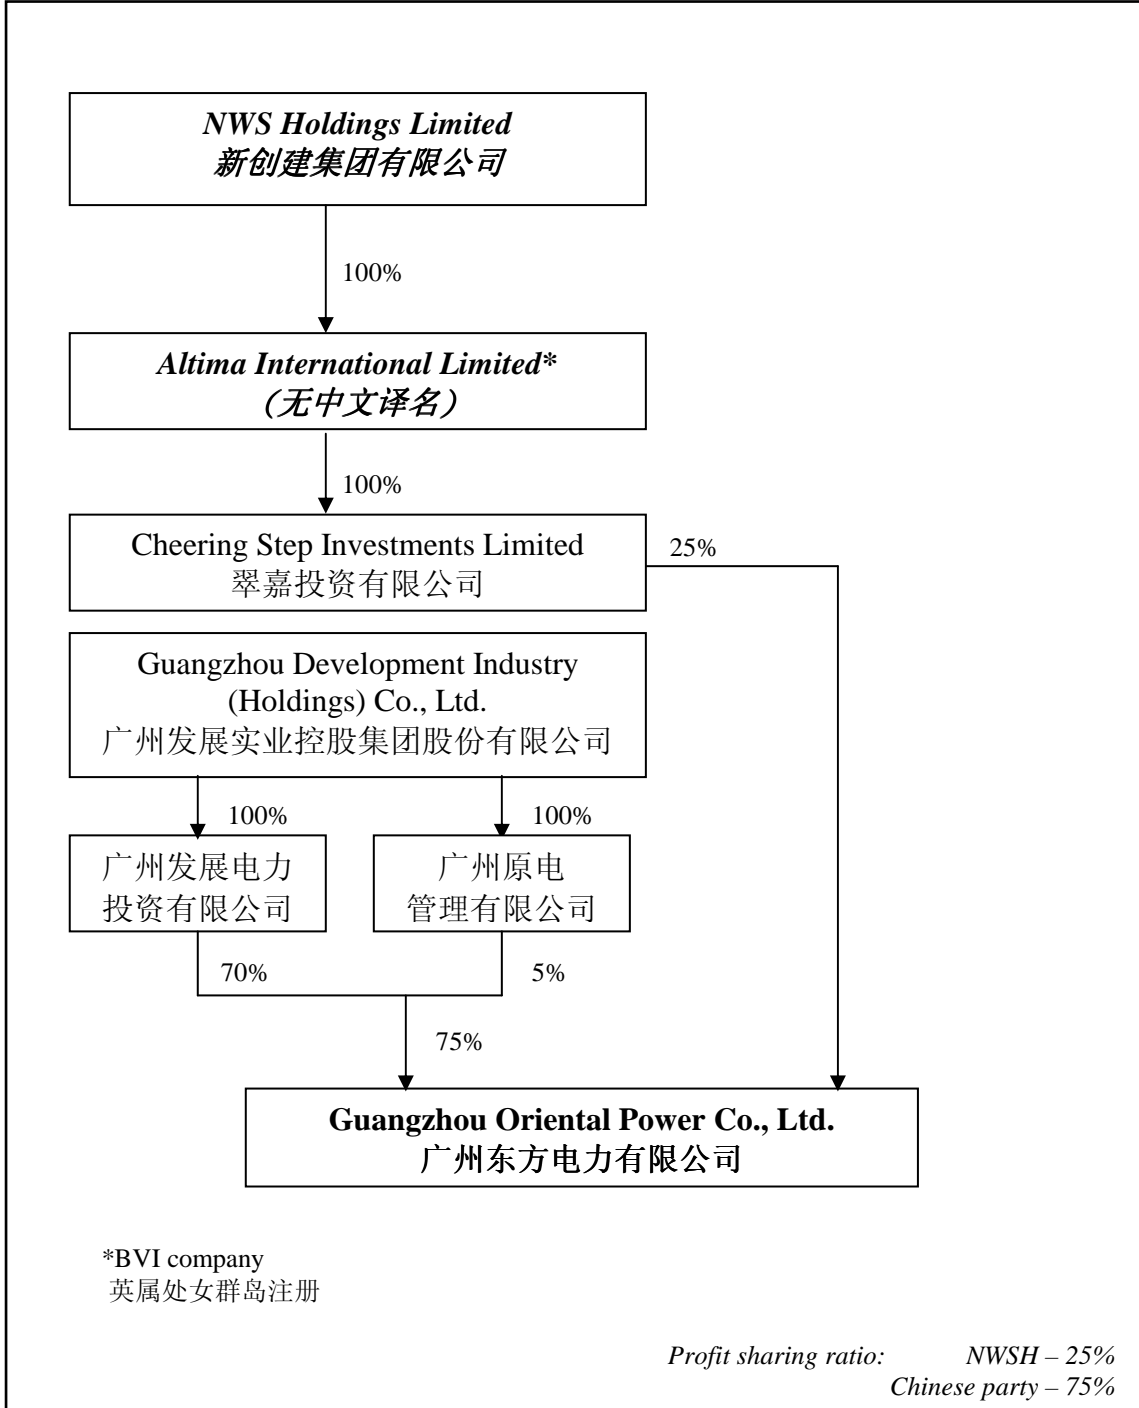 NWS Holdings Limited
新创建集团有限公司
100%
Altima International Limited*
(无中文译名)
100%
Cheering Step Investments Limited
翠嘉投资有限公司
25%
Guangzhou Development Industry
(Holdings) Co., Ltd.
广州发展实业控股集团股份有限公司
100%
100%
广州发展电力
投资有限公司
广州原电
管理有限公司
70%
5%
75%
Guangzhou Oriental Power Co., Ltd.
广州东方电力有限公司
*BVI company
英属处女群岛注册
Profit sharing ratio: NWSH – 25%
Chinese party – 75%